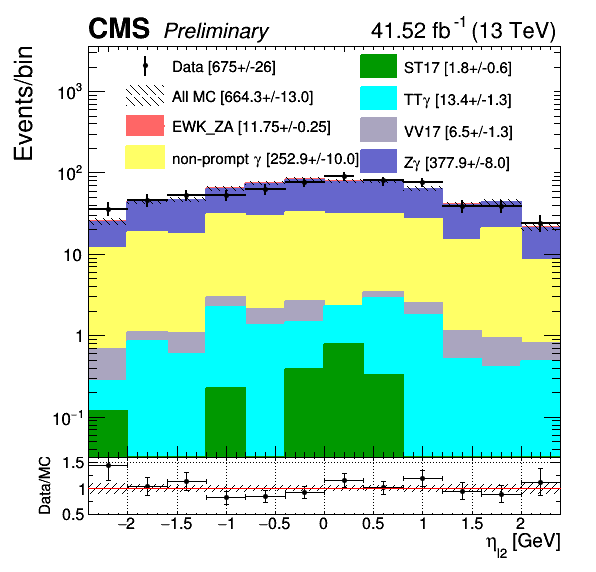 CMS Preliminary 41.52 fb⁻¹ (13 TeV)
Events/bin
Data [675+/-26]
All MC [664.3+/-13.0]
EWK_ZA [11.75+/-0.25]
non-prompt γ [252.9+/-10.0]
ST17 [1.8+/-0.6]
TTγ [13.4+/-1.3]
VV17 [6.5+/-1.3]
Zγ [377.9+/-8.0]
10³
10²
10
1
10⁻¹
Data/MC
1.5
1
0.5
−2 −1.5 −1 −0.5 0 0.5 1 1.5 2
η_l2 [GeV]